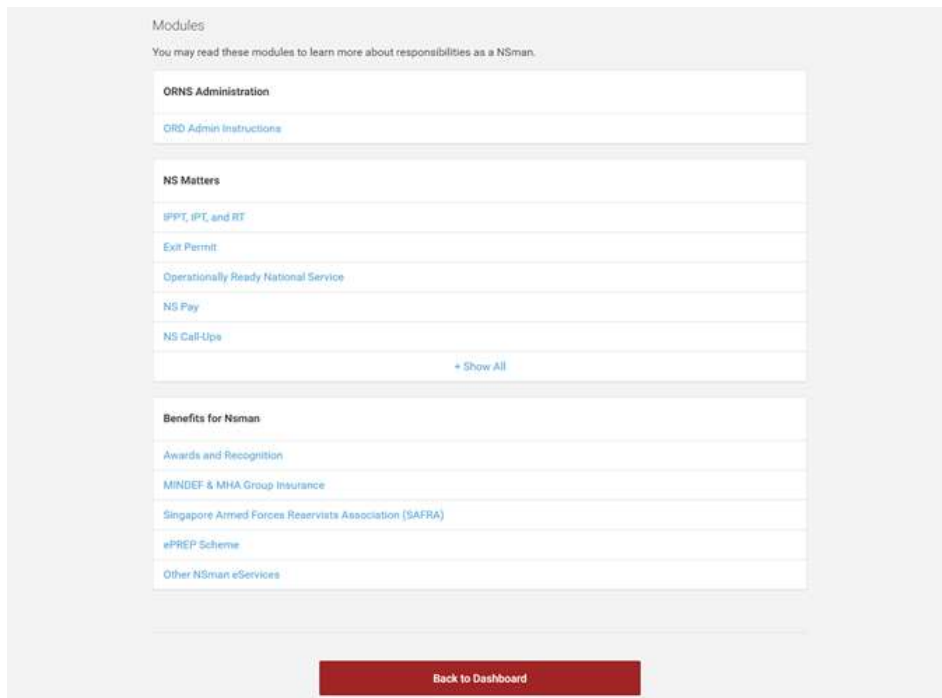 Modules
You may read these modules to learn more about responsibilities as a NSman.
ORNS Administration
ORD Admin Instructions
NS Matters
IPPT, IPT, and RT
Exit Permit
Operationally Ready National Service
NS Pay
NS Call-Ups
+ Show All
Benefits for Nsman
Awards and Recognition
MINDEF & MHA Group Insurance
Singapore Armed Forces Reservists Association (SAFRA)
ePREP Scheme
Other NSman eServices
Back to Dashboard